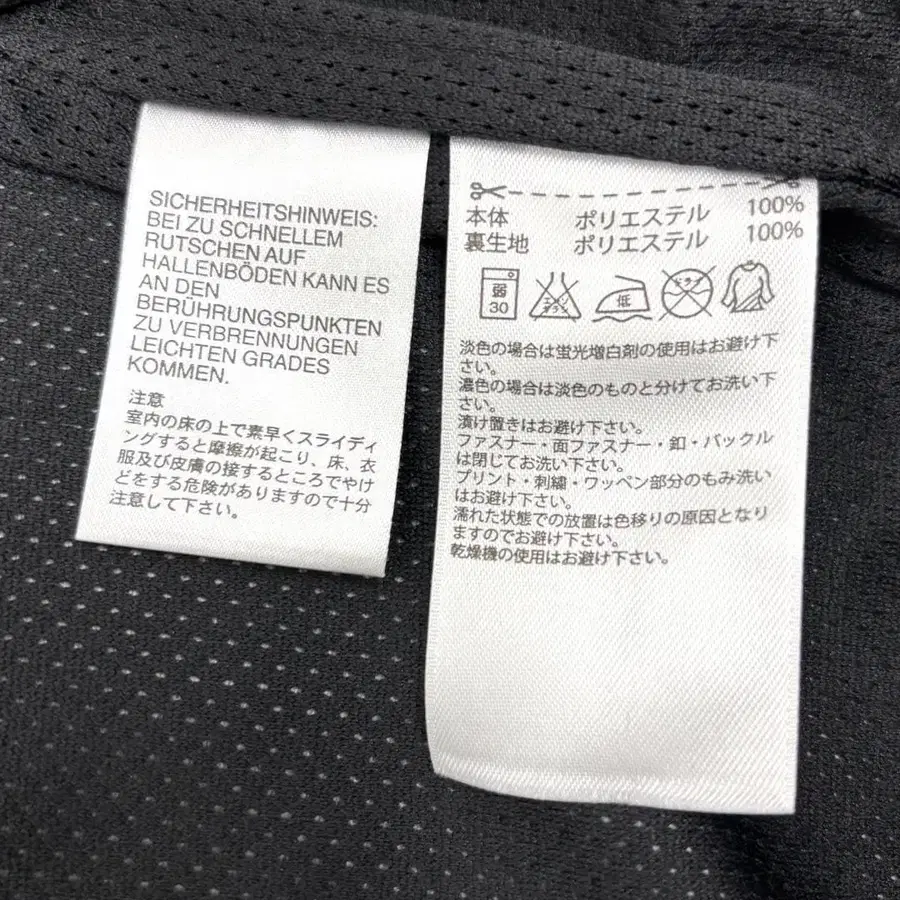 SICHERHEITSHINWEIS:
BEI ZU SCHNELLEM
RUTSCHEN AUF
HALLENBÖDEN KANN ES
AN DEN
BERÜHRUNGSPUNKTEN
ZU VERBRENNUNGEN
LEICHTEN GRADES
KOMMEN.
注意
室内の床の上で素早くスライディ
ングすると摩擦が起こり、床、衣
服及び皮膚の接するところでやけ
どをする危険がありますので十分
注意して下さい。
本体 ポリエステル 100%
裏生地 ポリエステル 100%
弱 30 エンソサラシ 低 ドライ
淡色の場合は蛍光増白剤の使用はお避け下
さい。
濃色の場合は淡色のものと分けてお洗い下
さい。
漬け置きはお避け下さい。
ファスナー・面ファスナー・釦・バックル
は閉じてお洗い下さい。
プリント・刺繍・ワッペン部分のもみ洗い
はお避け下さい。
濡れた状態での放置は色移りの原因となり
ますのでお避け下さい。
乾燥機の使用はお避け下さい。